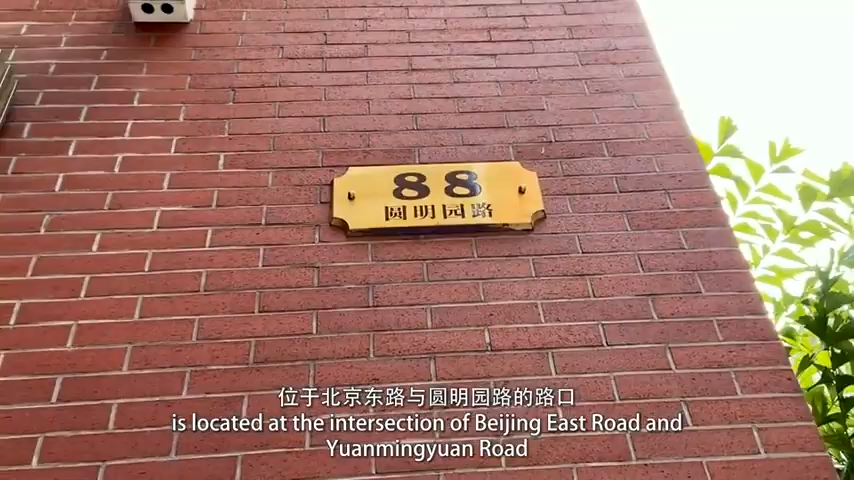 88
圆明园路
位于北京东路与圆明园路的路口
is located at the intersection of Beijing East Road and
Yuanmingyuan Road